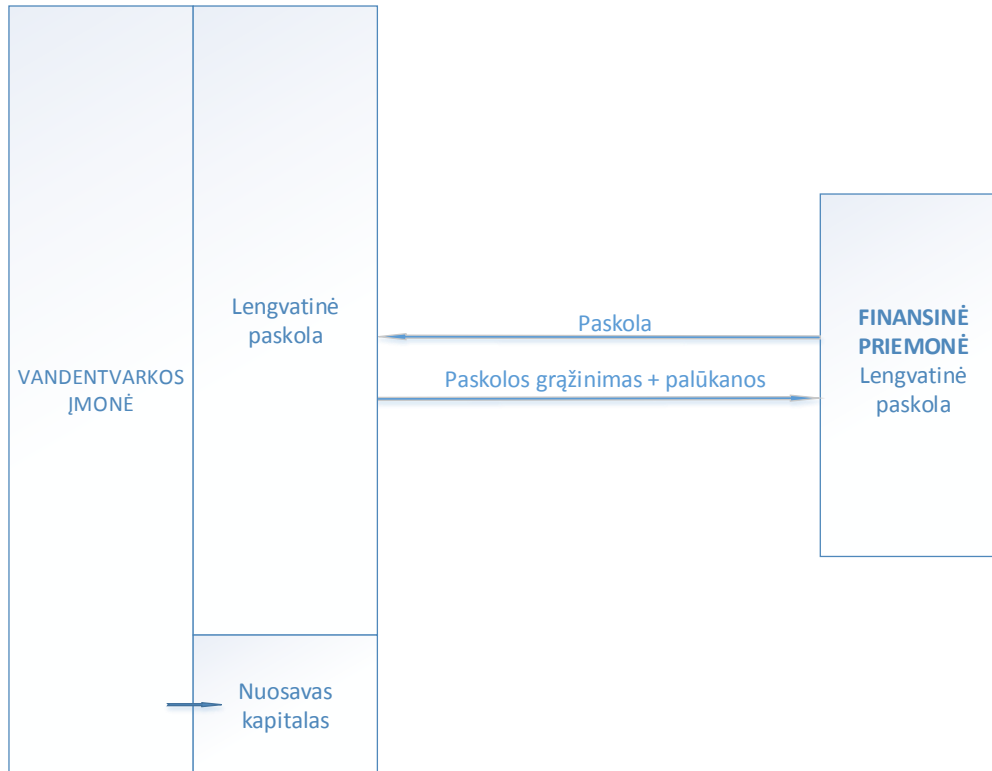 VANDENTVARKOS
ĮMONĖ
Lengvatinė
paskola
Paskola
Paskolos grąžinimas + palūkanos
FINANSINĖ
PRIEMONĖ
Lengvatinė
paskola
Nuosavas
kapitalas